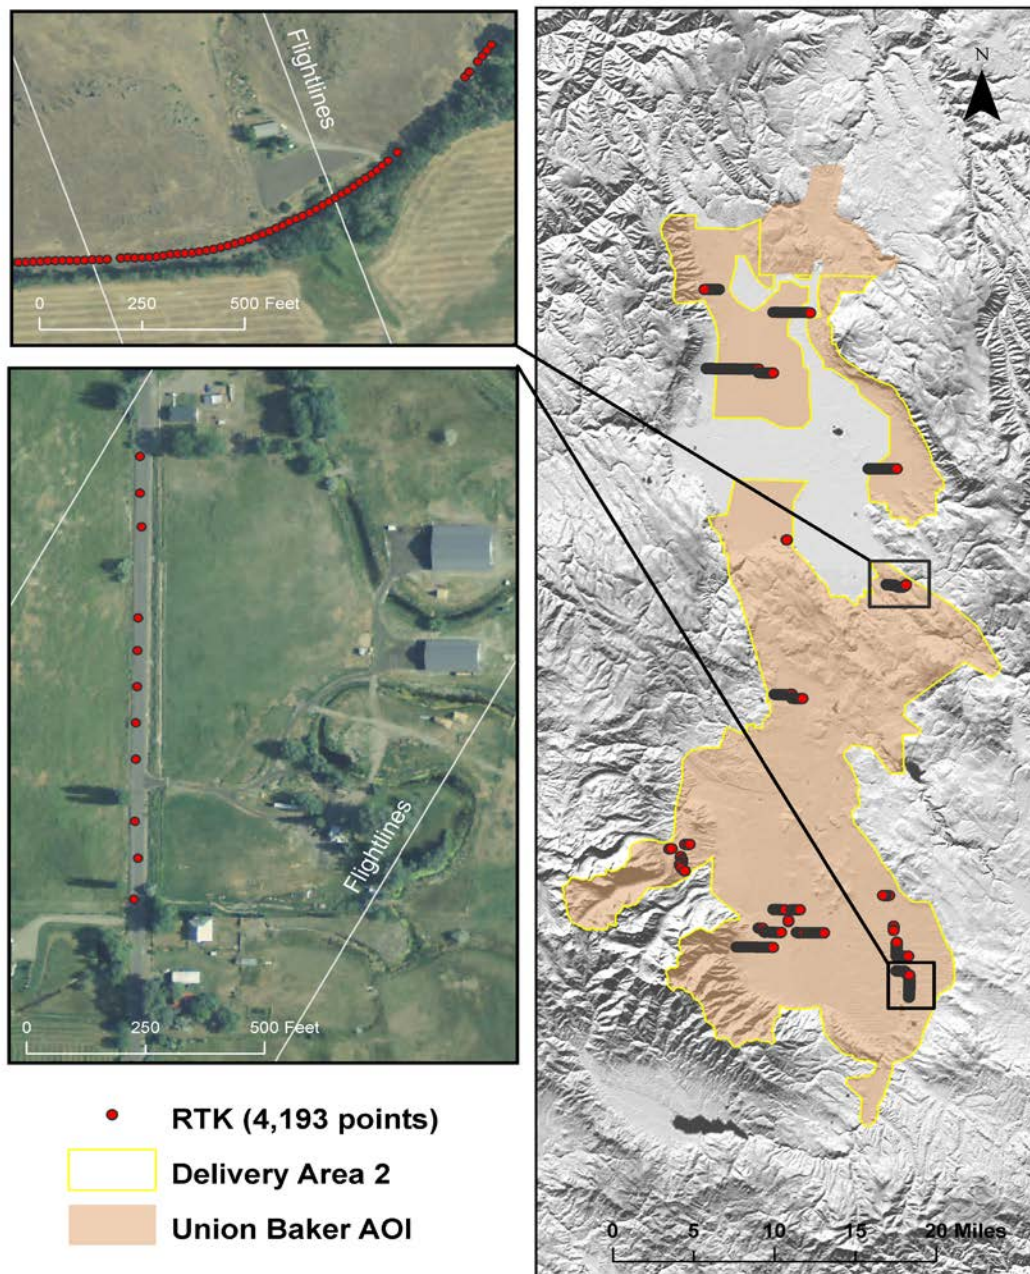 Flightlines
0 250 500 Feet
Flightlines
0 250 500 Feet
N
0 5 10 15 20 Miles
RTK (4,193 points)
Delivery Area 2
Union Baker AOI